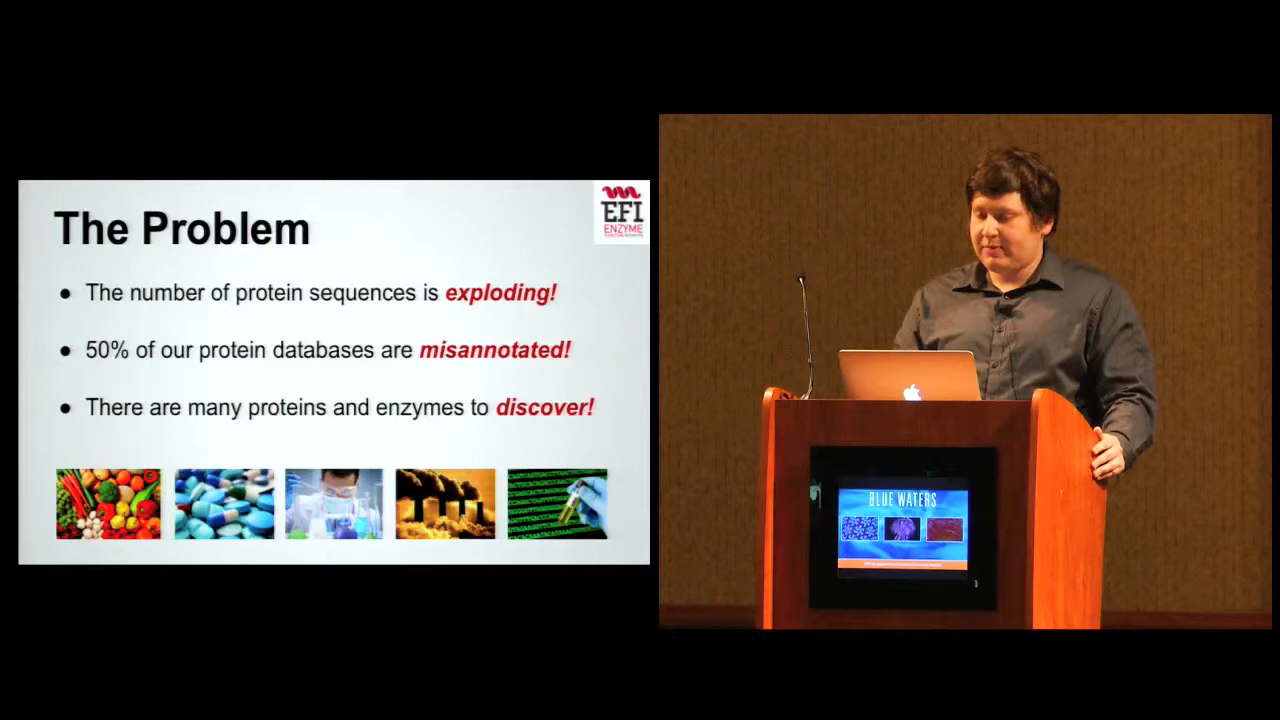 The Problem
EFI
ENZYME
● The number of protein sequences is exploding!
● 50% of our protein databases are misannotated!
● There are many proteins and enzymes to discover!
BLUE WATERS